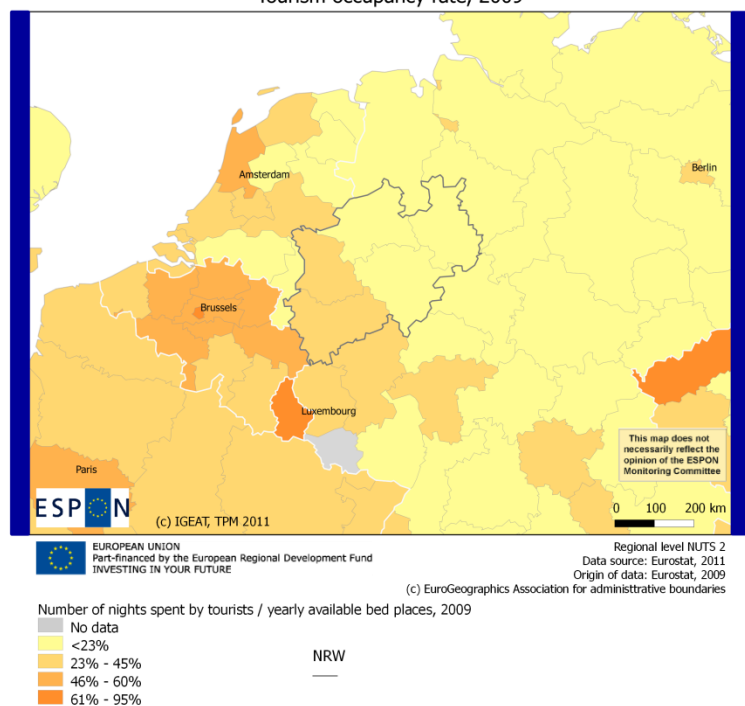 Tourism occupancy rate, 2009
Amsterdam
Berlin
Brussels
Luxembourg
Paris
This map does not
necessarily reflect the
opinion of the ESPON
Monitoring Committee
ESPON
(c) IGEAT, TPM 2011
0 100 200 km
EUROPEAN UNION
Part-financed by the European Regional Development Fund
INVESTING IN YOUR FUTURE
Regional level NUTS 2
Data source: Eurostat, 2011
Origin of data: Eurostat, 2009
(c) EuroGeographics Association for administtrative boundaries
Number of nights spent by tourists / yearly available bed places, 2009
No data
<23%
23% - 45%
46% - 60%
61% - 95%
NRW